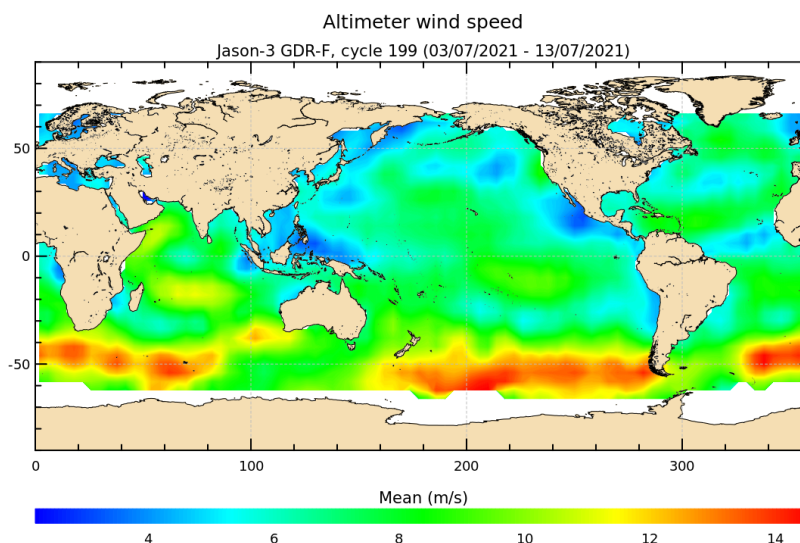 Altimeter wind speed
Jason-3 GDR-F, cycle 199 (03/07/2021 - 13/07/2021)
50
0
-50
0 100 200 300
Mean (m/s)
4 6 8 10 12 14